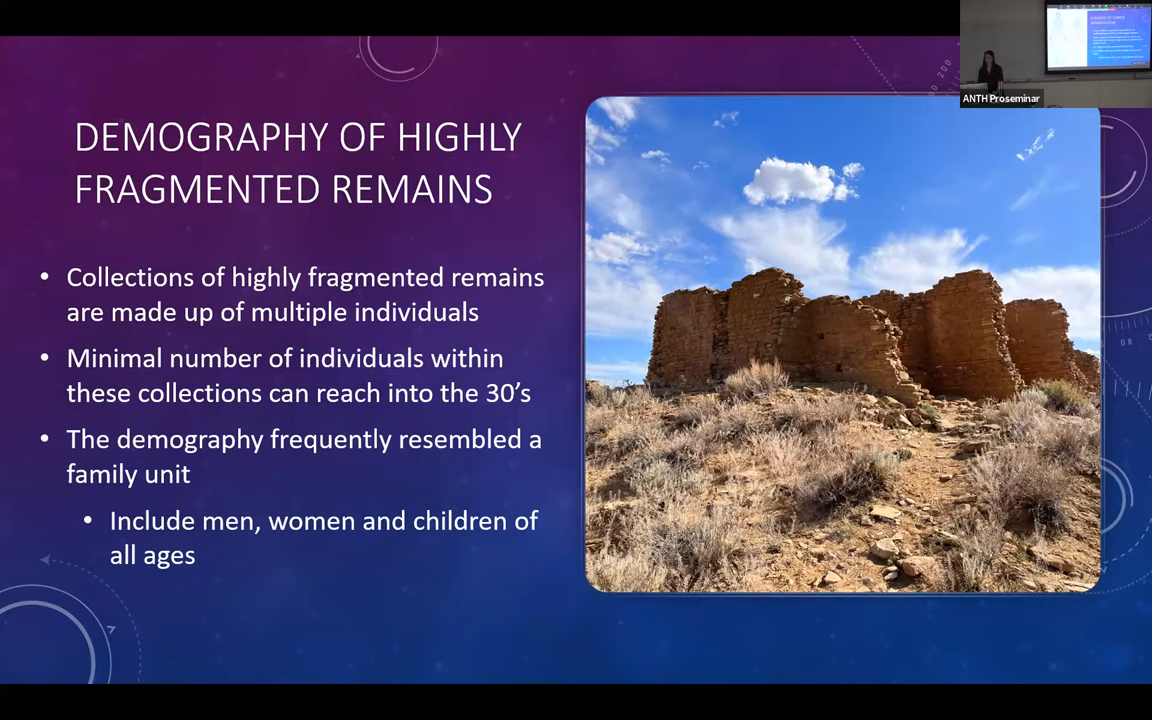 DEMOGRAPHY OF HIGHLY
FRAGMENTED REMAINS
• Collections of highly fragmented remains
are made up of multiple individuals
• Minimal number of individuals within
these collections can reach into the 30's
• The demography frequently resembled a
family unit
• Include men, women and children of
all ages
ANTH Proseminar
200
80